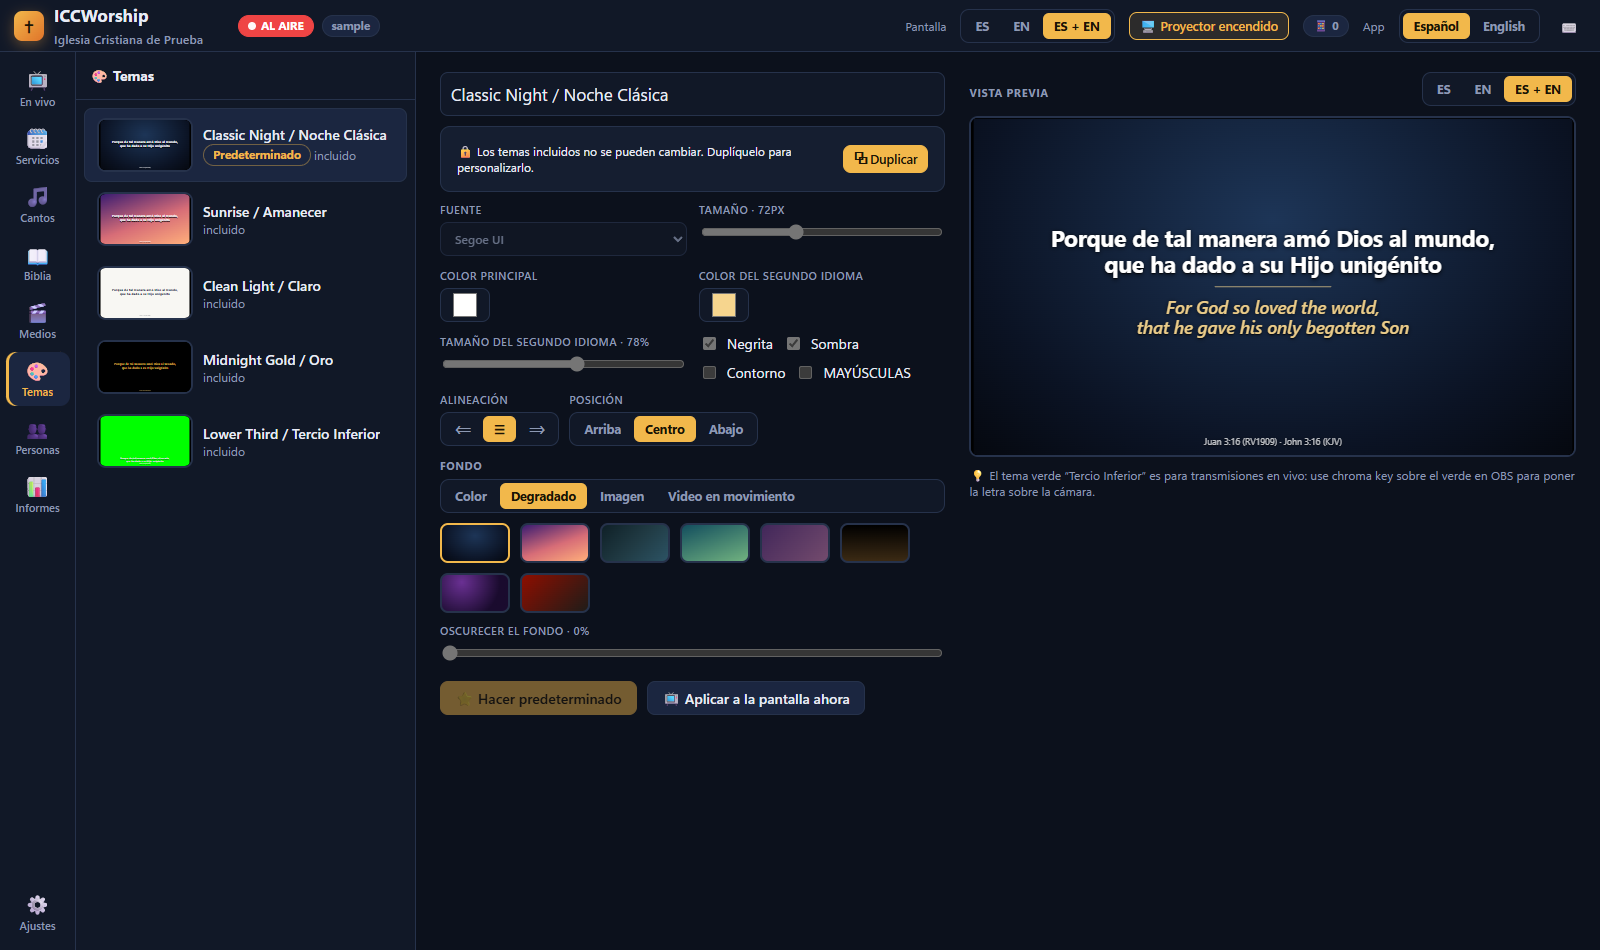 ICCWorship
Iglesia Cristiana de Prueba
AL AIRE
sample
Pantalla
ES
EN
ES + EN
Proyector encendido
0
App
Español
English
En vivo
Servicios
Cantos
Biblia
Medios
Temas
Personas
Informes
Ajustes
Temas
Classic Night / Noche Clásica
Predeterminado
incluido
Sunrise / Amanecer
incluido
Clean Light / Claro
incluido
Midnight Gold / Oro
incluido
Lower Third / Tercio Inferior
incluido
Classic Night / Noche Clásica
Los temas incluidos no se pueden cambiar. Duplíquelo para
personalizarlo.
Duplicar
FUENTE
Segoe UI
TAMAÑO · 72PX
COLOR PRINCIPAL
COLOR DEL SEGUNDO IDIOMA
TAMAÑO DEL SEGUNDO IDIOMA · 78%
Negrita
Sombra
Contorno
MAYÚSCULAS
ALINEACIÓN
POSICIÓN
Arriba
Centro
Abajo
FONDO
Color
Degradado
Imagen
Video en movimiento
OSCURECER EL FONDO · 0%
Hacer predeterminado
Aplicar a la pantalla ahora
VISTA PREVIA
ES
EN
ES + EN
Porque de tal manera amó Dios al mundo,
que ha dado a su Hijo unigénito
For God so loved the world,
that he gave his only begotten Son
Juan 3:16 (RV1909) · John 3:16 (KJV)
El tema verde "Tercio Inferior" es para transmisiones en vivo: use chroma key sobre el verde en OBS para poner
la letra sobre la cámara.